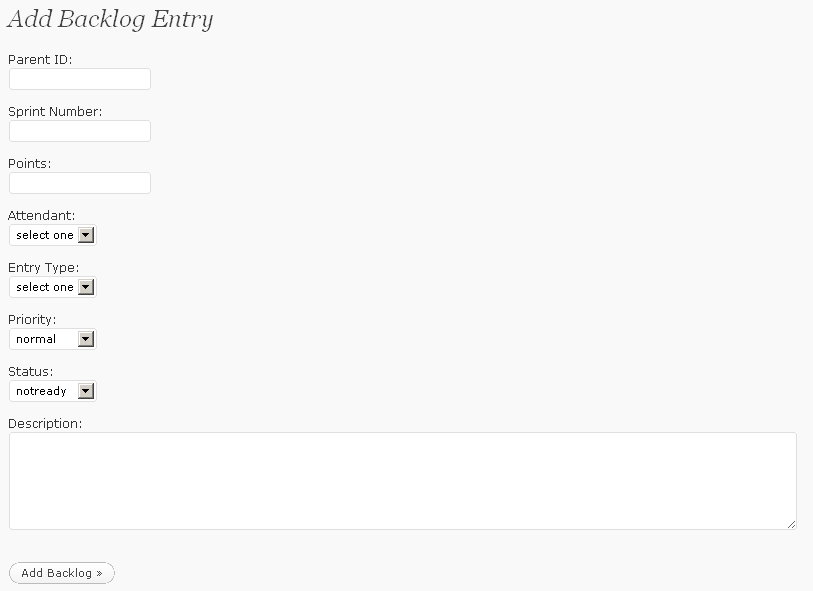 Add Backlog Entry
Parent ID:
Sprint Number:
Points:
Attendant:
select one
Entry Type:
select one
Priority:
normal
Status:
notready
Description:
Add Backlog »